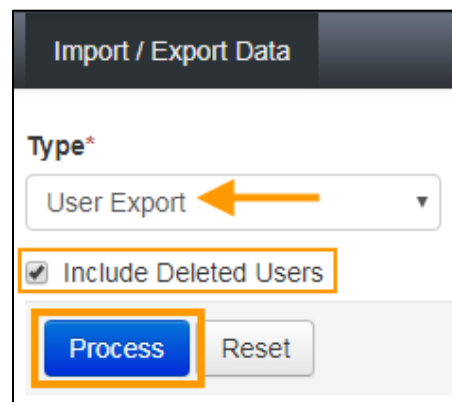 Import / Export Data
Type*
User Export
Include Deleted Users
Process Reset